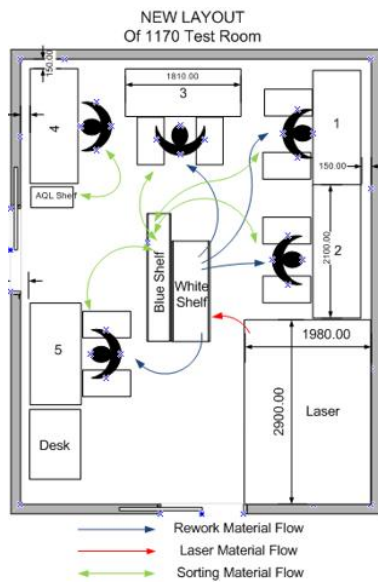 NEW LAYOUT
Of 1170 Test Room
150.00
1810.00
3
4
1
AQL Shelf
150.00
2
2100.00
Blue Shelf
White
Shelf
1980.00
5
2900.00
Laser
Desk
Rework Material Flow
Laser Material Flow
Sorting Material Flow